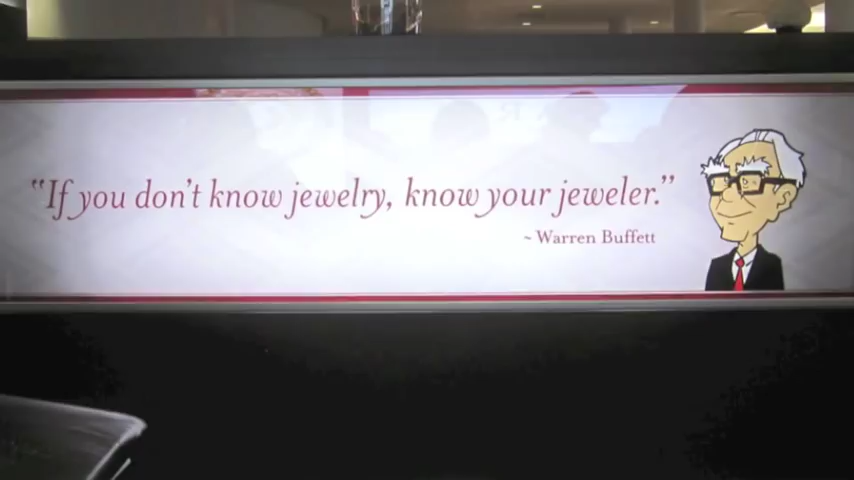 “If you don’t know jewelry, know your jeweler.”
~ Warren Buffett